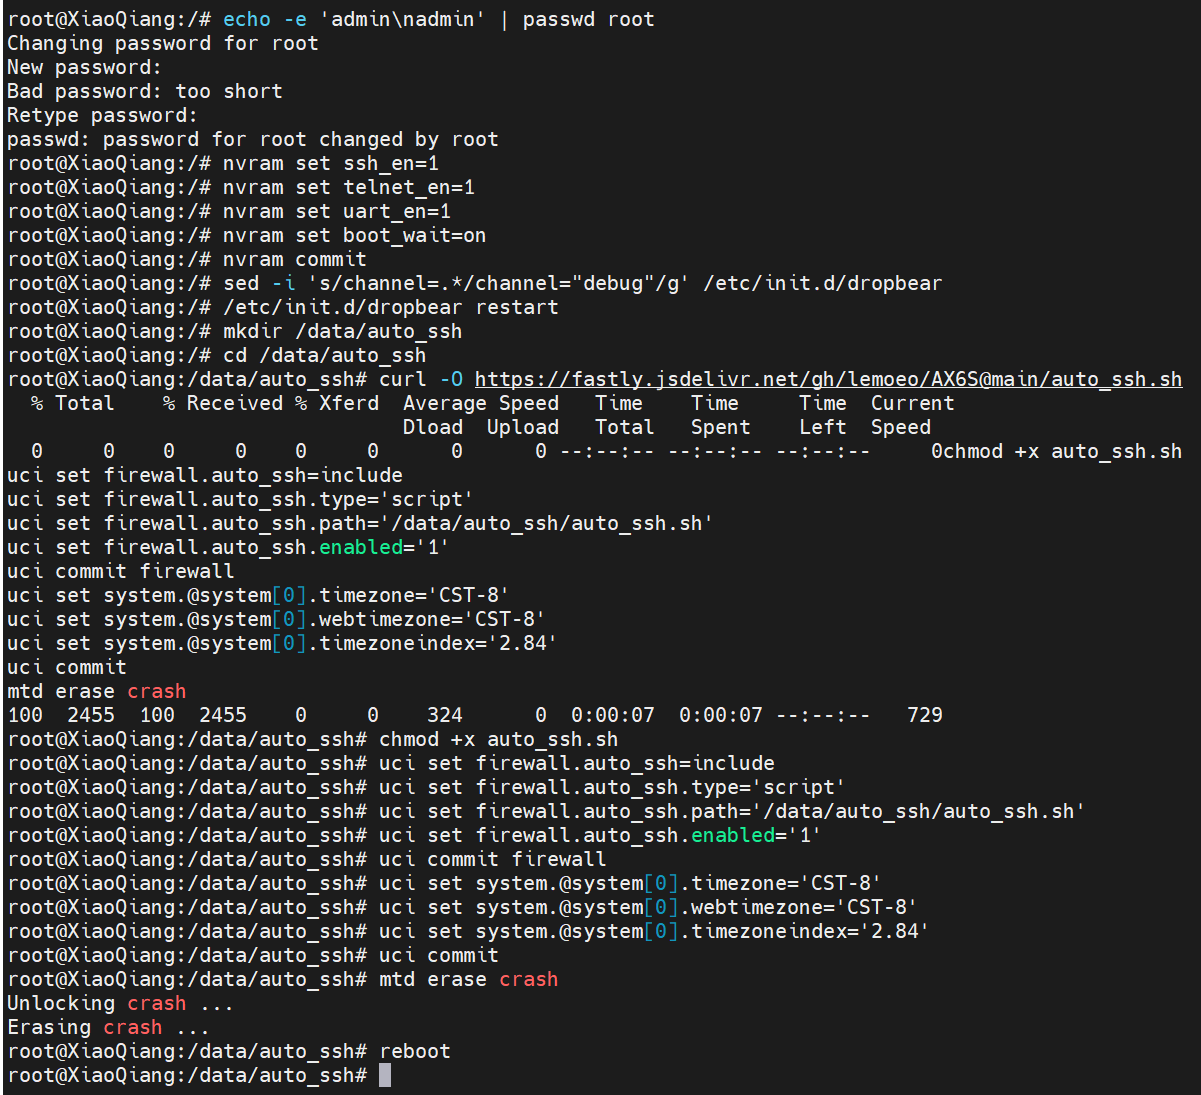 root@XiaoQiang:/# echo -e 'admin\nadmin' | passwd root
Changing password for root
New password:
Bad password: too short
Retype password:
passwd: password for root changed by root
root@XiaoQiang:/# nvram set ssh_en=1
root@XiaoQiang:/# nvram set telnet_en=1
root@XiaoQiang:/# nvram set uart_en=1
root@XiaoQiang:/# nvram set boot_wait=on
root@XiaoQiang:/# nvram commit
root@XiaoQiang:/# sed -i 's/channel=.*/channel="debug"/g' /etc/init.d/dropbear
root@XiaoQiang:/# /etc/init.d/dropbear restart
root@XiaoQiang:/# mkdir /data/auto_ssh
root@XiaoQiang:/# cd /data/auto_ssh
root@XiaoQiang:/data/auto_ssh# curl -O https://fastly.jsdelivr.net/gh/lemoeo/AX6S@main/auto_ssh.sh
  % Total    % Received % Xferd  Average Speed   Time    Time     Time  Current
                                 Dload  Upload   Total   Spent    Left  Speed
  0     0    0     0    0     0      0      0 --:--:-- --:--:-- --:--:--     0chmod +x auto_ssh.sh
uci set firewall.auto_ssh=include
uci set firewall.auto_ssh.type='script'
uci set firewall.auto_ssh.path='/data/auto_ssh/auto_ssh.sh'
uci set firewall.auto_ssh.enabled='1'
uci commit firewall
uci set system.@system[0].timezone='CST-8'
uci set system.@system[0].webtimezone='CST-8'
uci set system.@system[0].timezoneindex='2.84'
uci commit
mtd erase crash
100  2455  100  2455    0     0    324      0  0:00:07  0:00:07 --:--:--   729
root@XiaoQiang:/data/auto_ssh# chmod +x auto_ssh.sh
root@XiaoQiang:/data/auto_ssh# uci set firewall.auto_ssh=include
root@XiaoQiang:/data/auto_ssh# uci set firewall.auto_ssh.type='script'
root@XiaoQiang:/data/auto_ssh# uci set firewall.auto_ssh.path='/data/auto_ssh/auto_ssh.sh'
root@XiaoQiang:/data/auto_ssh# uci set firewall.auto_ssh.enabled='1'
root@XiaoQiang:/data/auto_ssh# uci commit firewall
root@XiaoQiang:/data/auto_ssh# uci set system.@system[0].timezone='CST-8'
root@XiaoQiang:/data/auto_ssh# uci set system.@system[0].webtimezone='CST-8'
root@XiaoQiang:/data/auto_ssh# uci set system.@system[0].timezoneindex='2.84'
root@XiaoQiang:/data/auto_ssh# uci commit
root@XiaoQiang:/data/auto_ssh# mtd erase crash
Unlocking crash ...
Erasing crash ...
root@XiaoQiang:/data/auto_ssh# reboot
root@XiaoQiang:/data/auto_ssh#